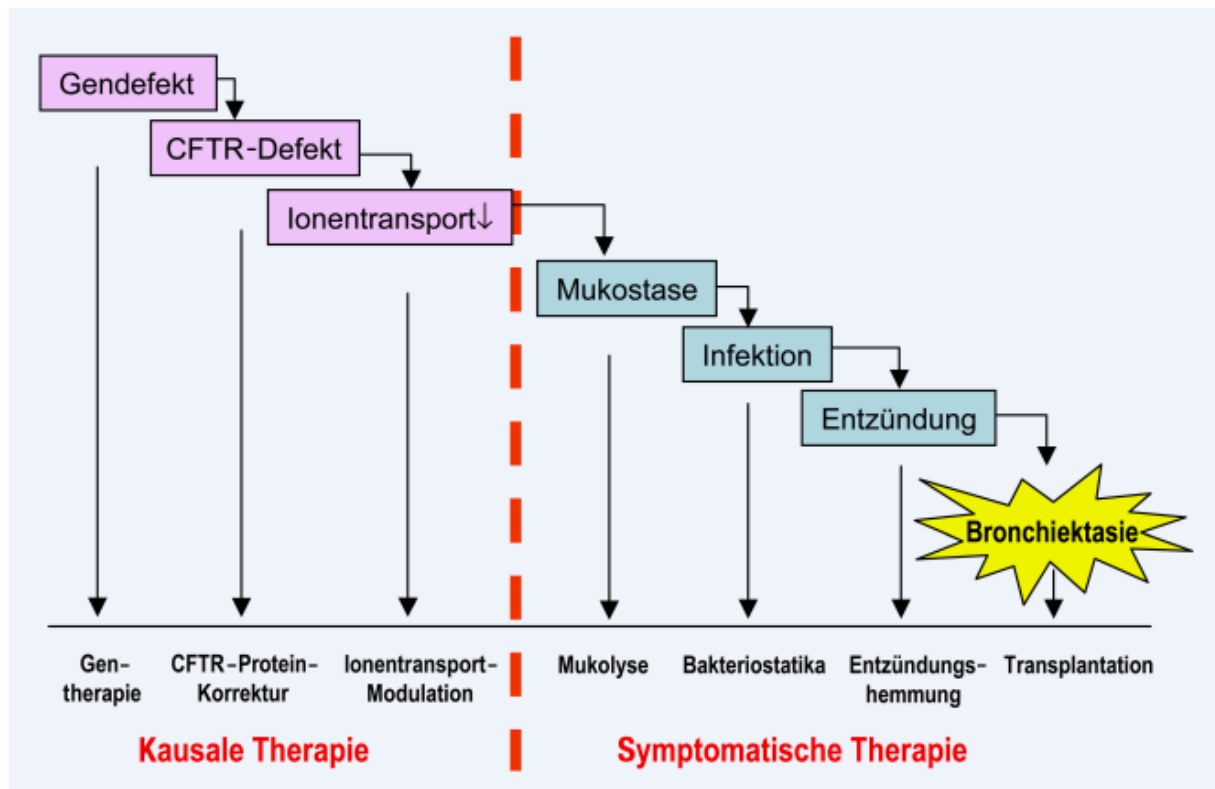 Gendefekt
CFTR-Defekt
Ionentransport↓
Mukostase
Infektion
Entzündung
Bronchiektasie
Gen-
therapie
CFTR-Protein-
Korrektur
Ionentransport-
Modulation
Mukolyse
Bakteriostatika
Entzündungs-
hemmung
Transplantation
Kausale Therapie
Symptomatische Therapie